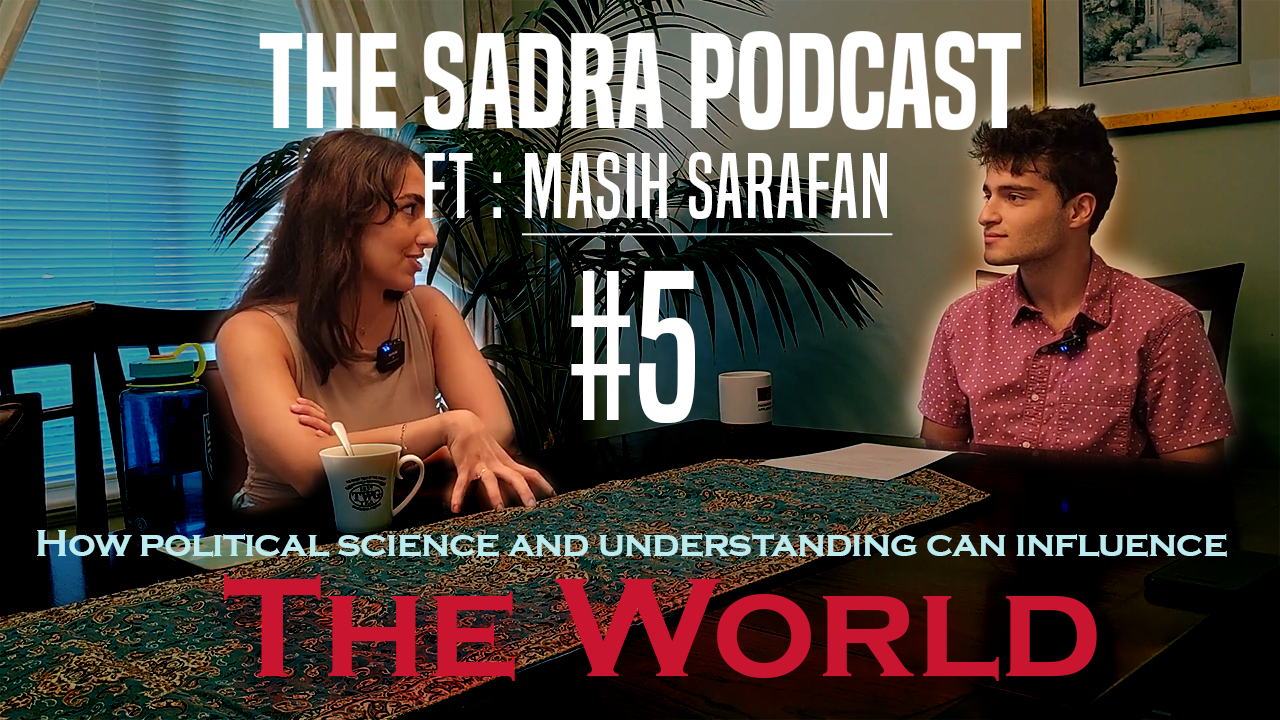 THE SADRA PODCAST
FT : MASIH SARAFAN
#5
HOW POLITICAL SCIENCE AND UNDERSTANDING CAN INFLUENCE
THE WORLD